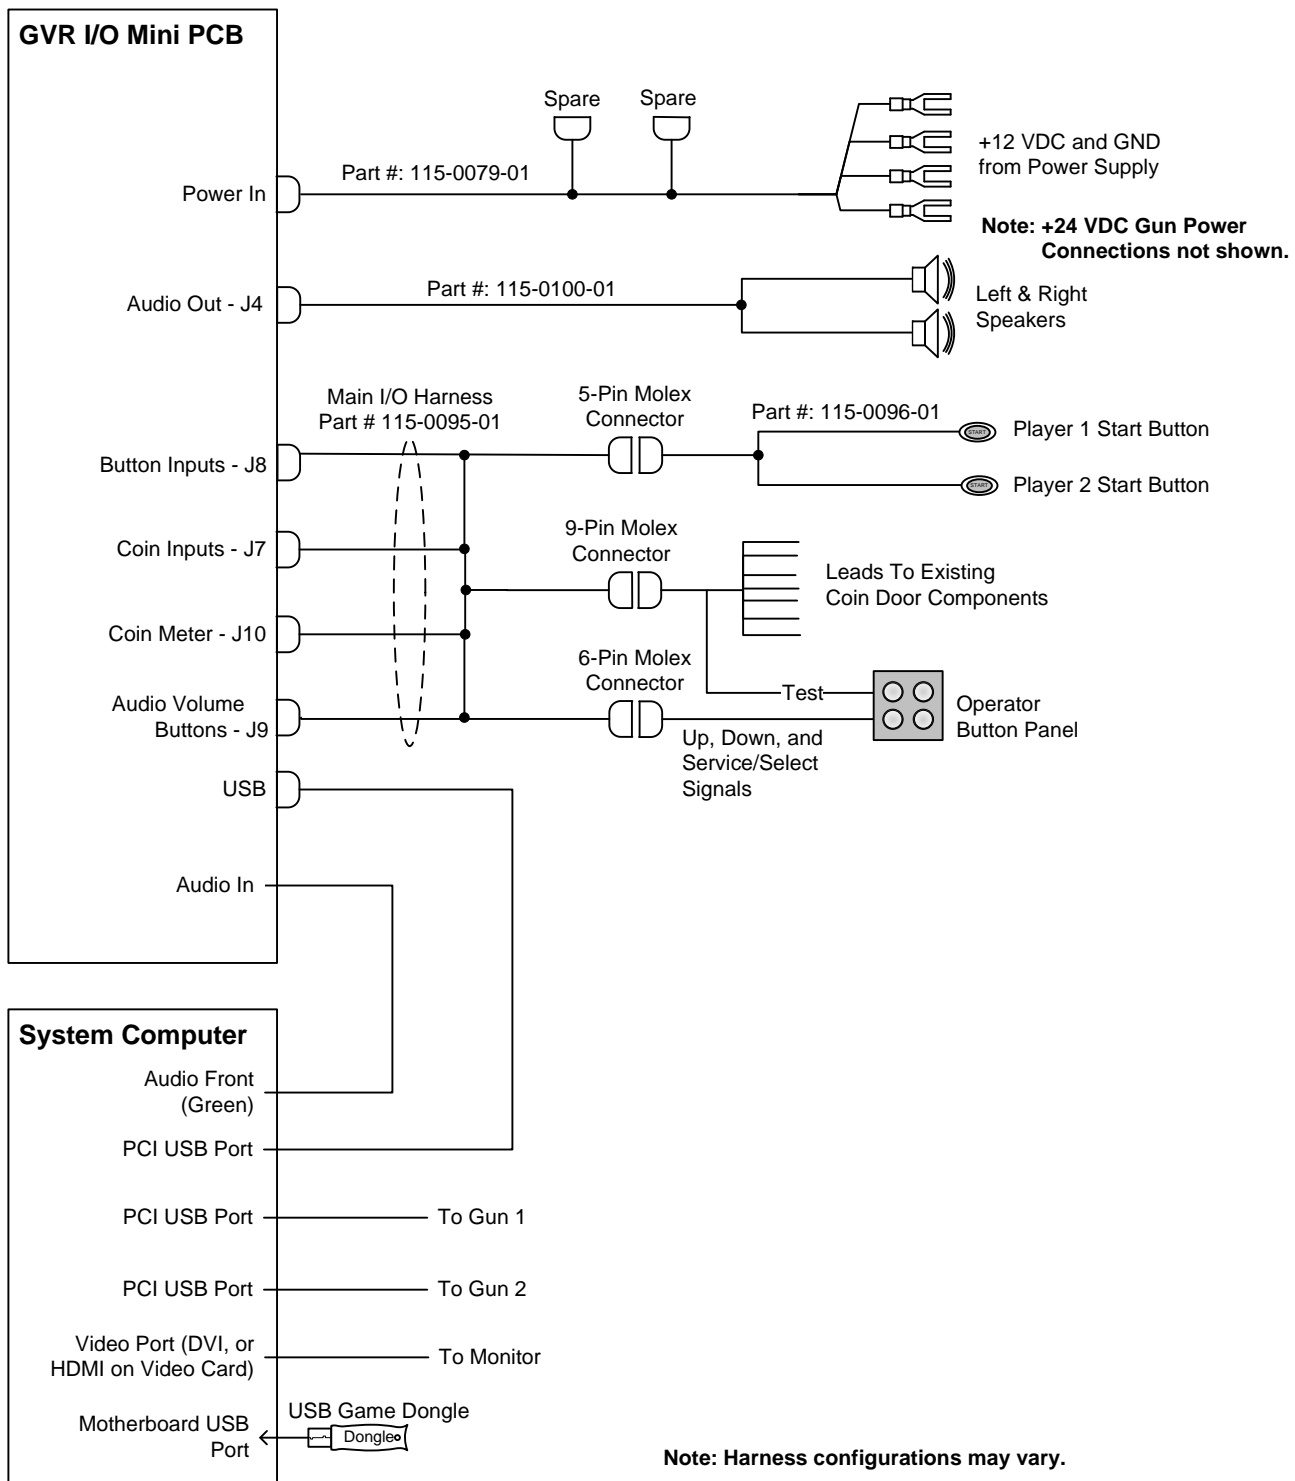 GVR I/O Mini PCB
Spare
Spare
Part #: 115-0079-01
+12 VDC and GND
from Power Supply
Power In
Note: +24 VDC Gun Power
Connections not shown.
Part #: 115-0100-01
Audio Out - J4
Left & Right
Speakers
Main I/O Harness
Part # 115-0095-01
5-Pin Molex
Connector
Part #: 115-0096-01
START
Player 1 Start Button
Button Inputs - J8
START
Player 2 Start Button
9-Pin Molex
Connector
Coin Inputs - J7
Leads To Existing
Coin Door Components
Coin Meter - J10
6-Pin Molex
Connector
Test
Audio Volume
Buttons - J9
Operator
Button Panel
Up, Down, and
Service/Select
Signals
USB
Audio In
System Computer
Audio Front
(Green)
PCI USB Port
PCI USB Port
To Gun 1
PCI USB Port
To Gun 2
Video Port (DVI, or
HDMI on Video Card)
To Monitor
USB Game Dongle
Motherboard USB
Port
Dongle
Note: Harness configurations may vary.